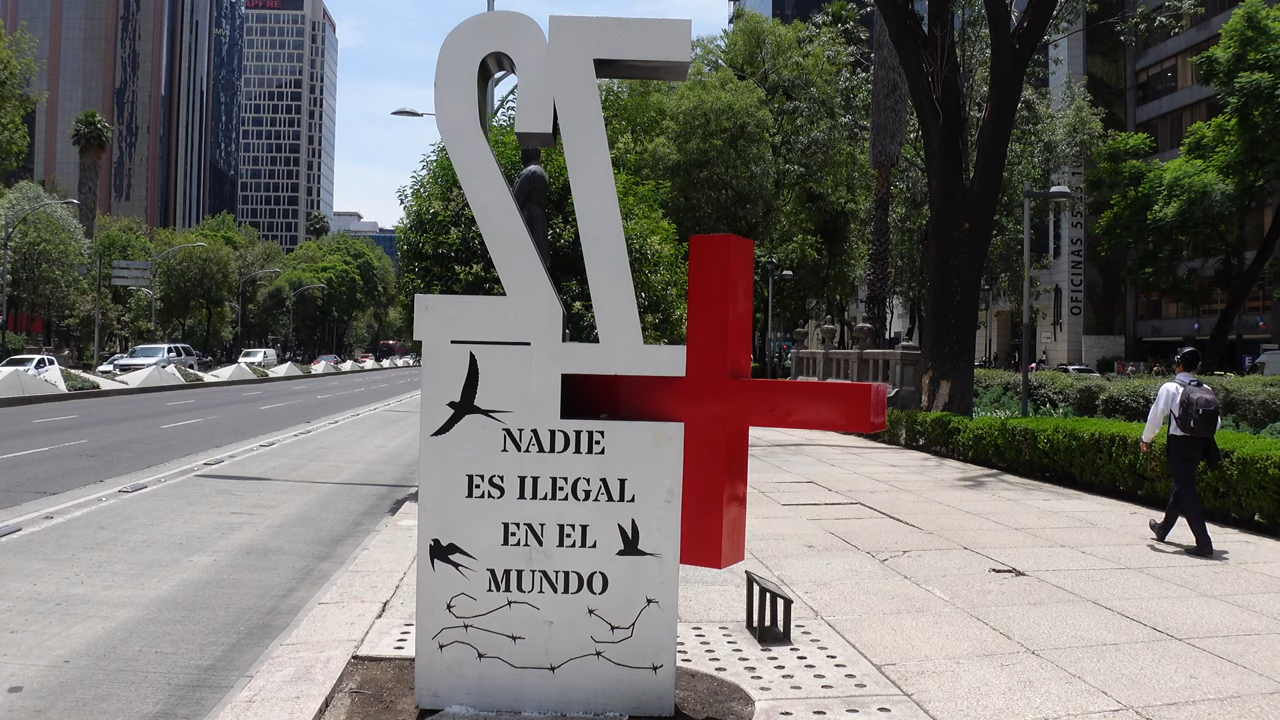 +72
NADIE
ES ILEGAL
EN EL
MUNDO
OFICINAS